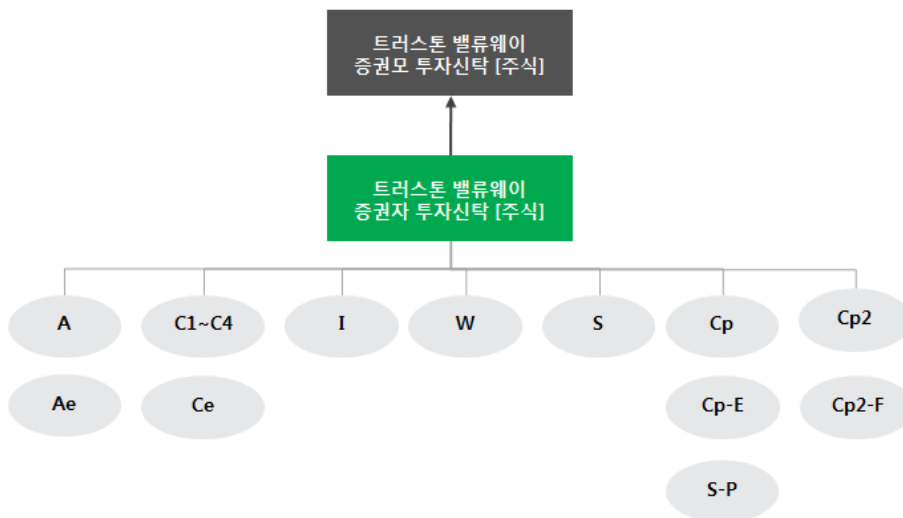 트러스톤 밸류웨이
증권모 투자신탁 [주식]
트러스톤 밸류웨이
증권자 투자신탁 [주식]
A
C1~C4
I
W
S
Cp
Cp2
Ae
Ce
Cp-E
Cp2-F
S-P